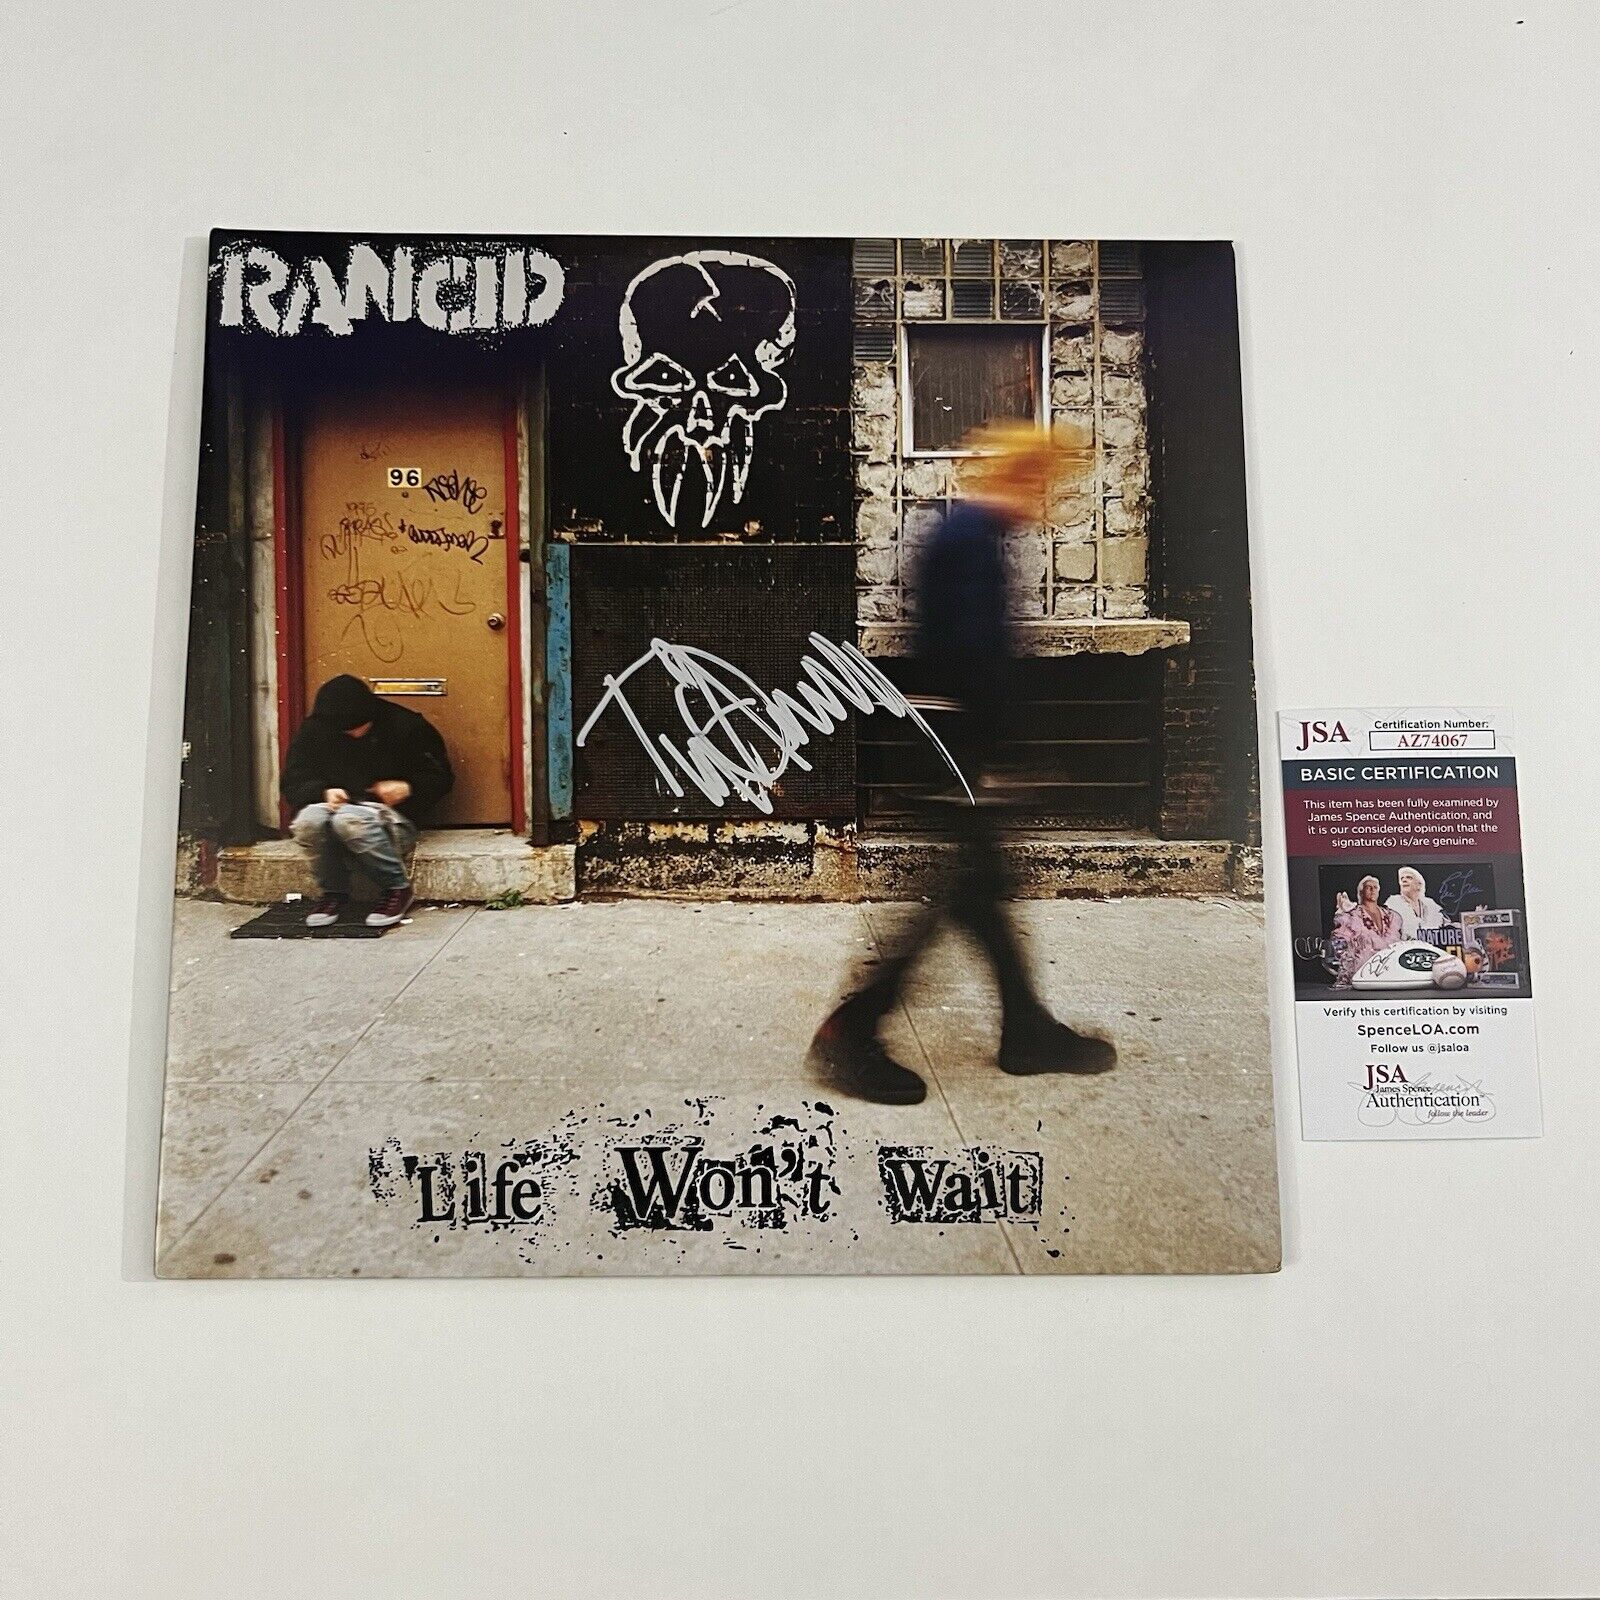 RANCID
96
Life Won't Wait
JSA
Certification Number:
AZ74067
BASIC CERTIFICATION
This item has been fully examined by
James Spence Authentication, and
it is our considered opinion that the
signature(s) is/are genuine.
NATURE
JETS
Verify this certification by visiting
SpenceLOA.com
Follow us @jsaloa
JSA
James Spence
Authentication
follow the leader